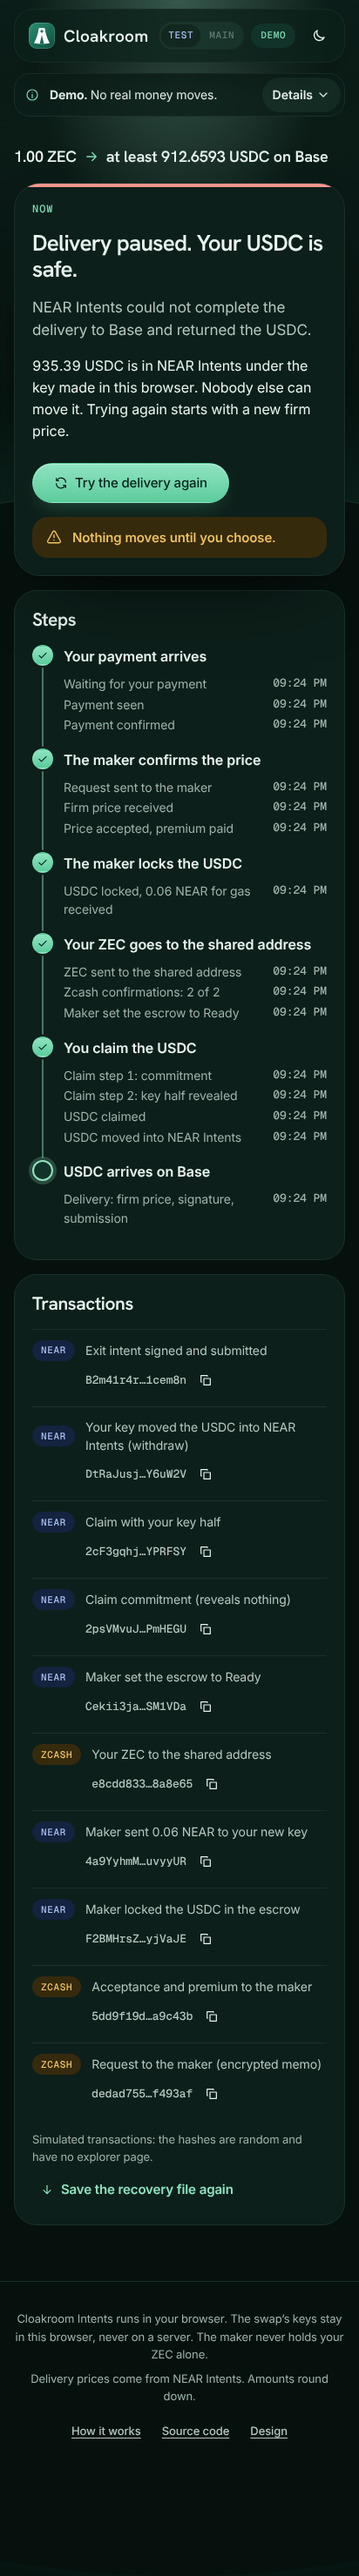 Cloakroom TEST MAIN DEMO
Demo. No real money moves. Details
1.00 ZEC → at least 912.6593 USDC on Base
NOW
Delivery paused. Your USDC is
safe.
NEAR Intents could not complete the
delivery to Base and returned the USDC.
935.39 USDC is in NEAR Intents under the
key made in this browser. Nobody else can
move it. Trying again starts with a new firm
price.
Try the delivery again
Nothing moves until you choose.
Steps
Your payment arrives
Waiting for your payment 09:24 PM
Payment seen 09:24 PM
Payment confirmed 09:24 PM
The maker confirms the price
Request sent to the maker 09:24 PM
Firm price received 09:24 PM
Price accepted, premium paid 09:24 PM
The maker locks the USDC
USDC locked, 0.06 NEAR for gas 09:24 PM
received
Your ZEC goes to the shared address
ZEC sent to the shared address 09:24 PM
Zcash confirmations: 2 of 2 09:24 PM
Maker set the escrow to Ready 09:24 PM
You claim the USDC
Claim step 1: commitment 09:24 PM
Claim step 2: key half revealed 09:24 PM
USDC claimed 09:24 PM
USDC moved into NEAR Intents 09:24 PM
USDC arrives on Base
Delivery: firm price, signature, 09:24 PM
submission
Transactions
NEAR Exit intent signed and submitted
B2m41r4r…1cem8n
NEAR Your key moved the USDC into NEAR
Intents (withdraw)
DtRaJusj…Y6uW2V
NEAR Claim with your key half
2cF3gqhj…YPRFSY
NEAR Claim commitment (reveals nothing)
2psVMvuJ…PmHEGU
NEAR Maker set the escrow to Ready
Cekii3ja…SM1VDa
ZCASH Your ZEC to the shared address
e8cdd833…8a8e65
NEAR Maker sent 0.06 NEAR to your new key
4a9YyhmM…uvyyUR
NEAR Maker locked the USDC in the escrow
F2BMHrsZ…yjVaJE
ZCASH Acceptance and premium to the maker
5dd9f19d…a9c43b
ZCASH Request to the maker (encrypted memo)
dedad755…f493af
Simulated transactions: the hashes are random and
have no explorer page.
Save the recovery file again
Cloakroom Intents runs in your browser. The swap's keys stay
in this browser, never on a server. The maker never holds your
ZEC alone.
Delivery prices come from NEAR Intents. Amounts round
down.
How it works Source code Design